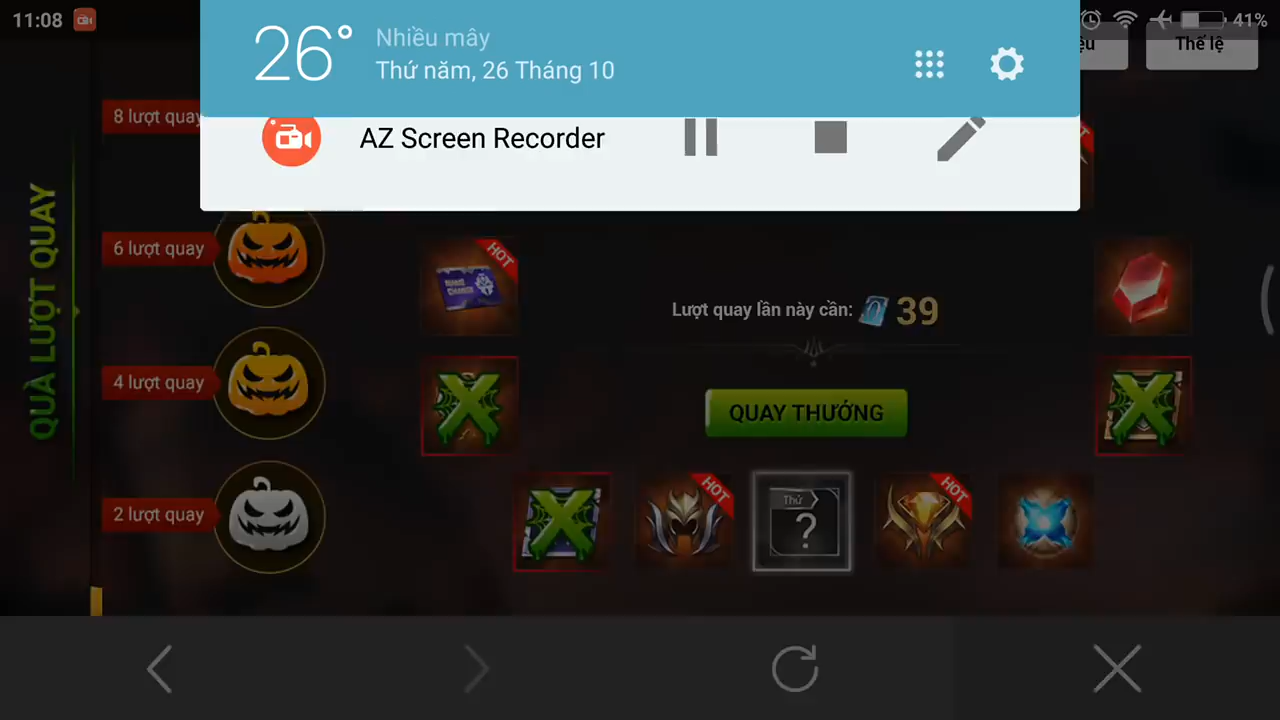 11:08
26°
Nhiều mây
Thứ năm, 26 Tháng 10
41%
Thể lệ
AZ Screen Recorder
QUÀ LƯỢT QUAY
8 lượt quay
6 lượt quay
4 lượt quay
2 lượt quay
HOT
Lượt quay lần này cần: 39
QUAY THƯỞNG
HOT
Thử
?
HOT